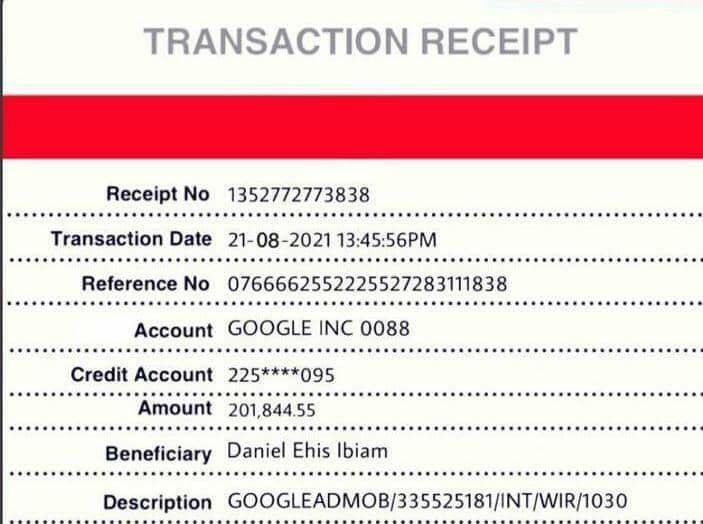 TRANSACTION RECEIPT
Receipt No 1352772773838
Transaction Date 21-08-2021 13:45:56PM
Reference No 0766662552225527283111838
Account GOOGLE INC 0088
Credit Account 225****095
Amount 201,844.55
Beneficiary Daniel Ehis Ibiam
Description GOOGLEADMOB/335525181/INT/WIR/1030